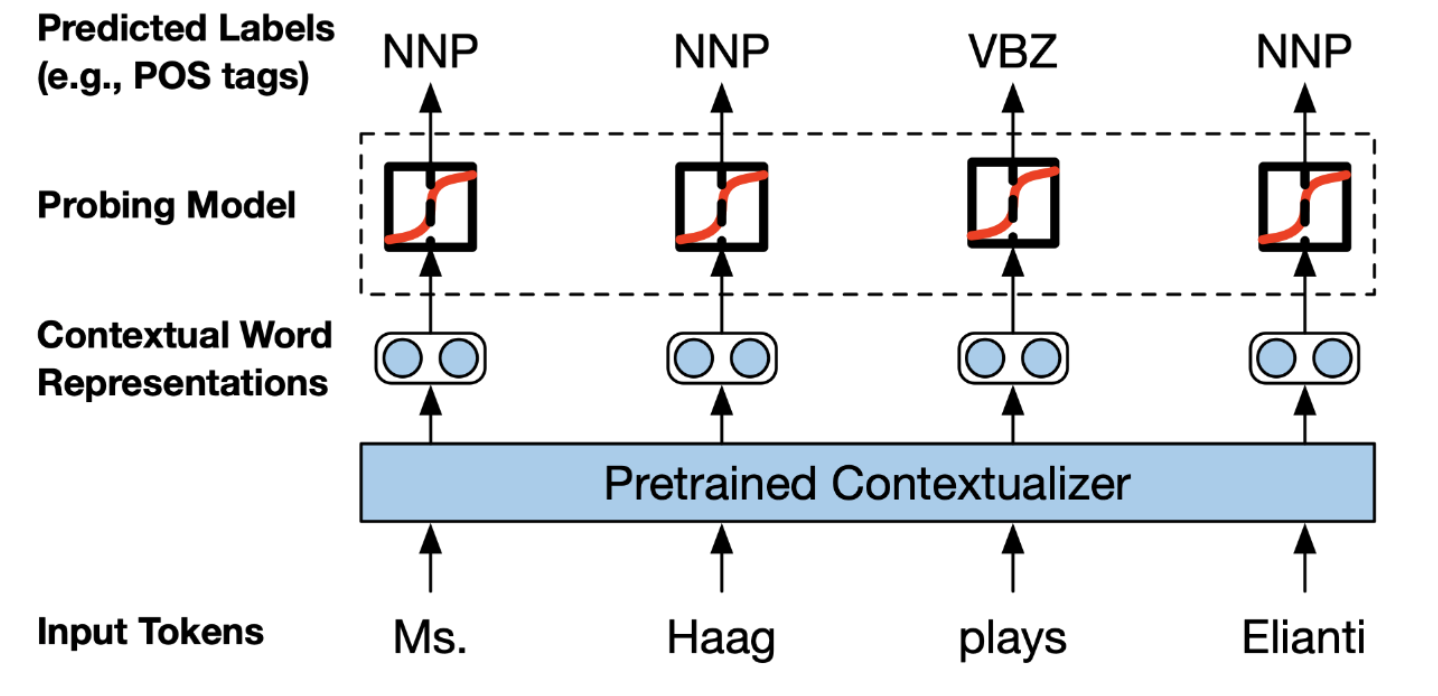 Predicted Labels
(e.g., POS tags)
NNP NNP VBZ NNP
Probing Model
Contextual Word
Representations
Pretrained Contextualizer
Input Tokens
Ms. Haag plays Elianti